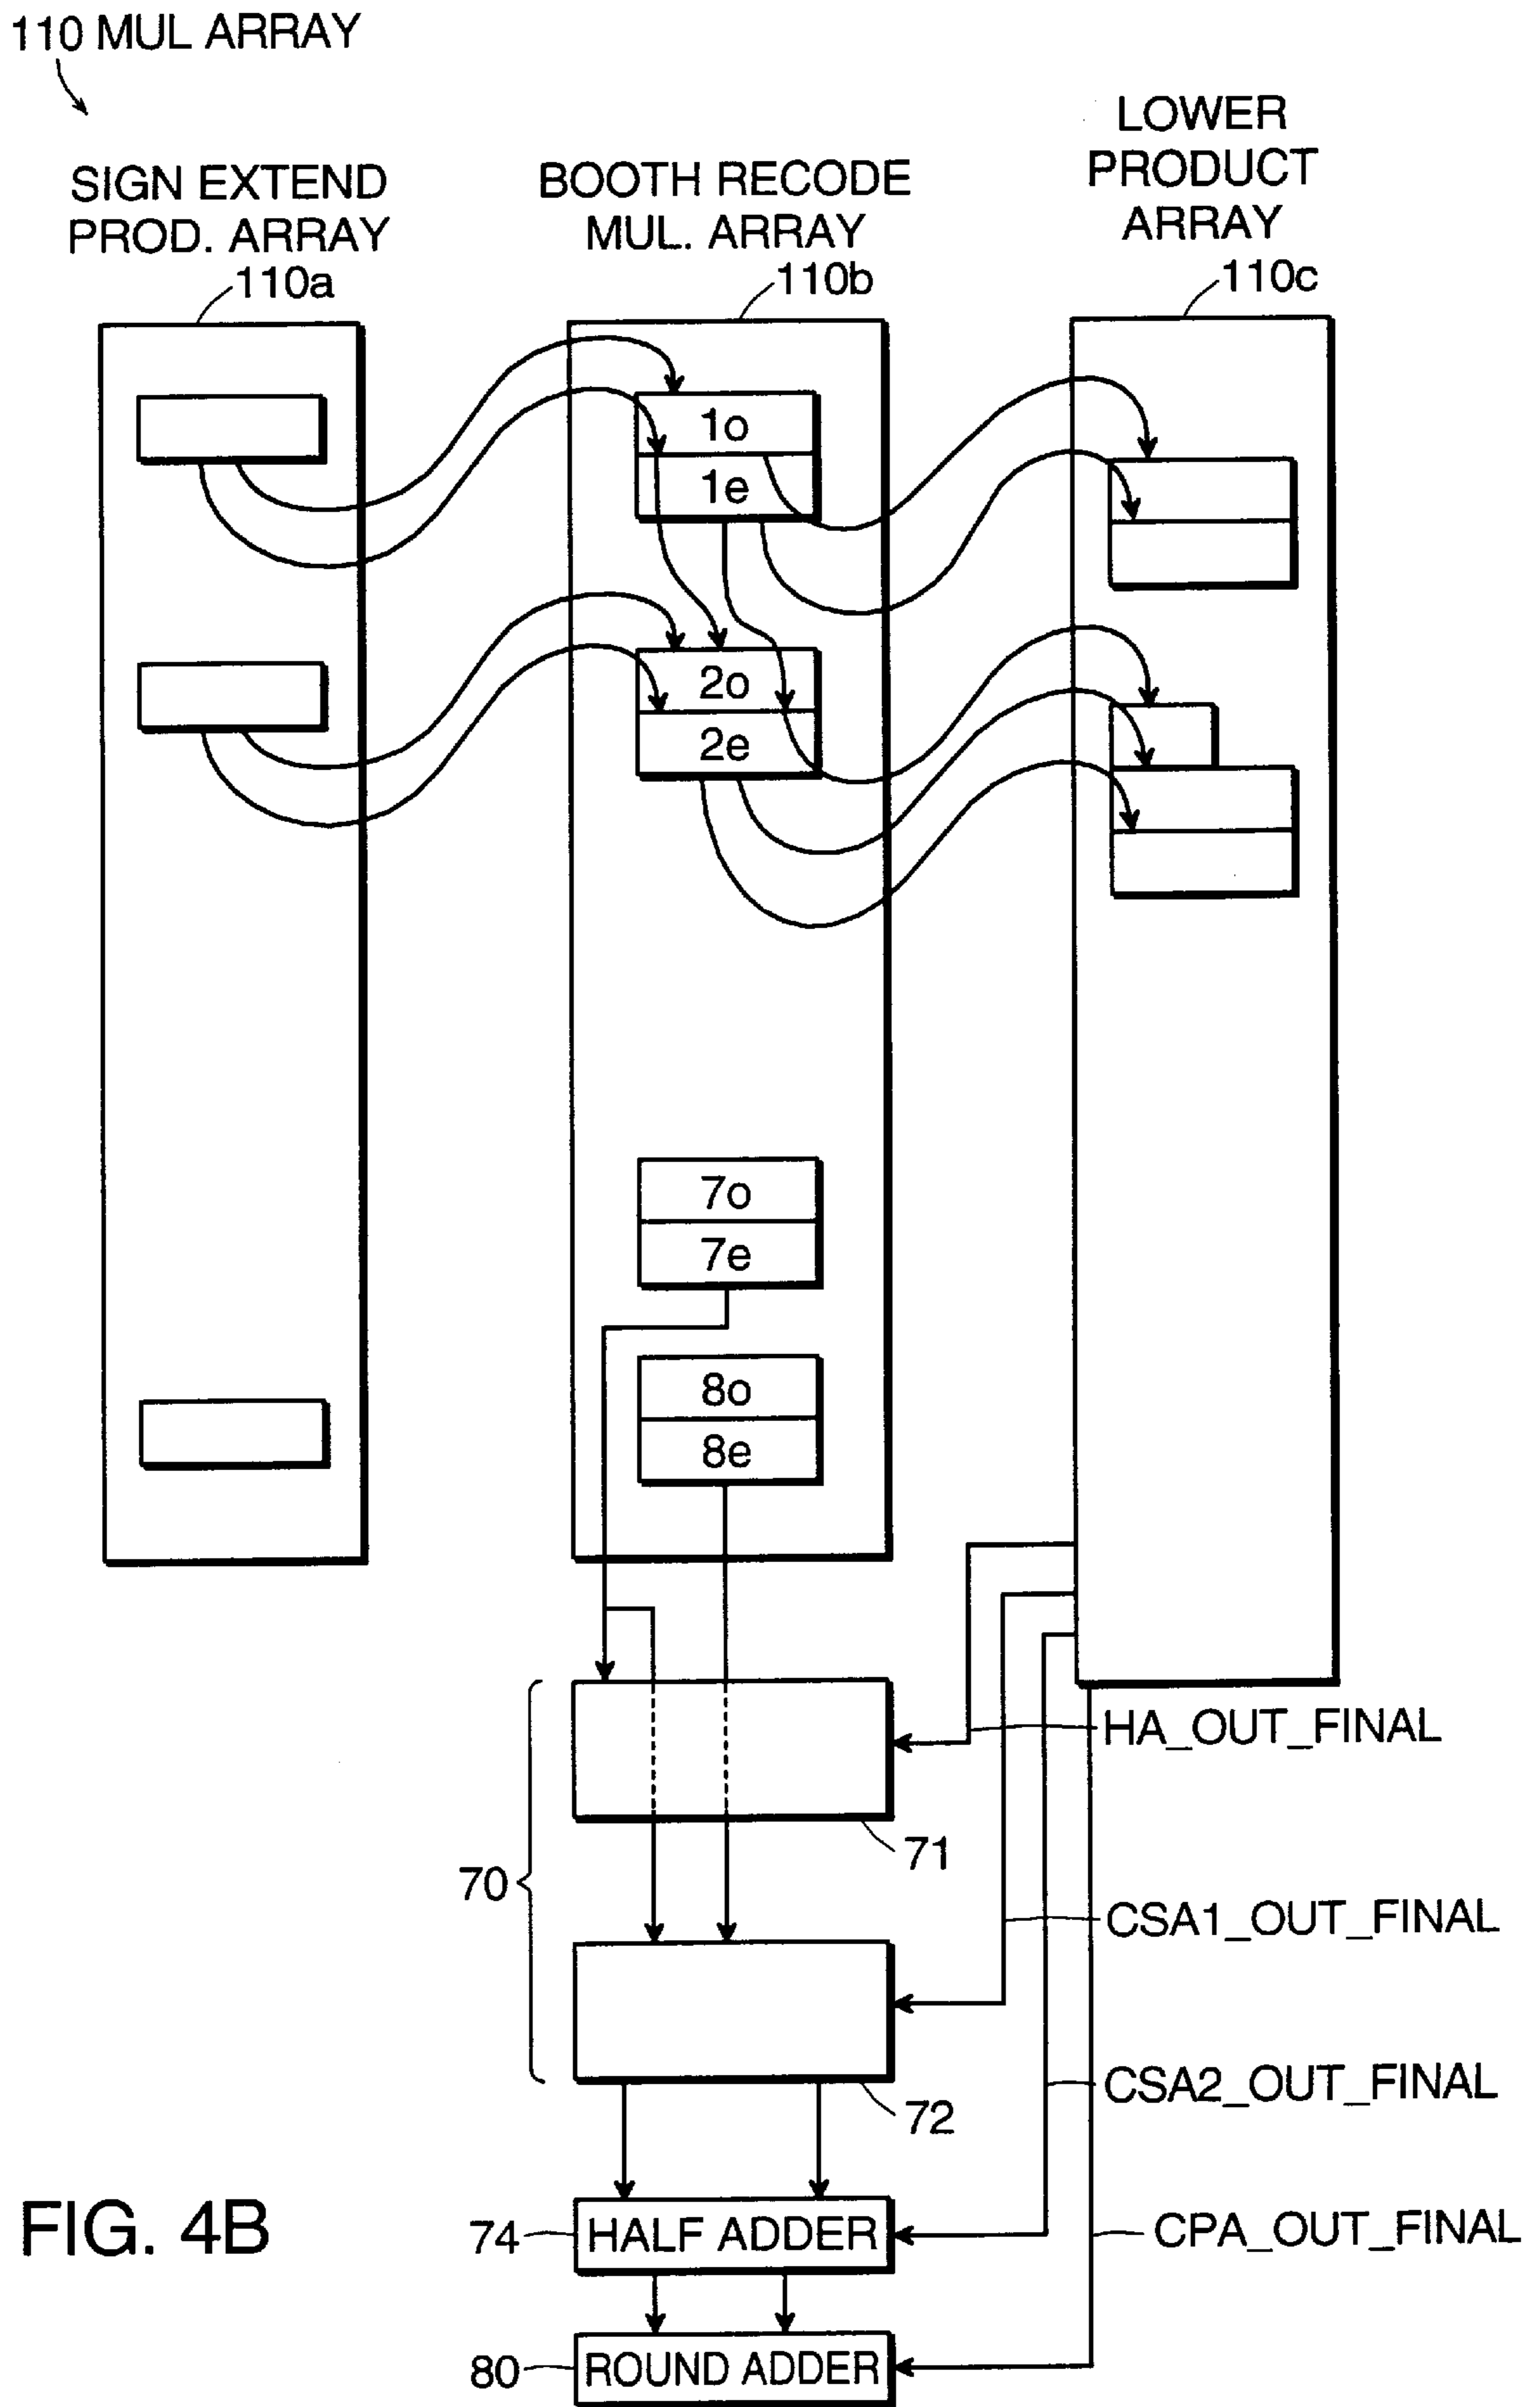 110 MUL ARRAY
SIGN EXTEND
PROD. ARRAY
110a
BOOTH RECODE
MUL. ARRAY
110b
LOWER
PRODUCT
ARRAY
110c
1o
1e
2o
2e
7o
7e
8o
8e
HA_OUT_FINAL
71
70
CSA1_OUT_FINAL
CSA2_OUT_FINAL
72
FIG. 4B
74
HALF ADDER
CPA_OUT_FINAL
80
ROUND ADDER